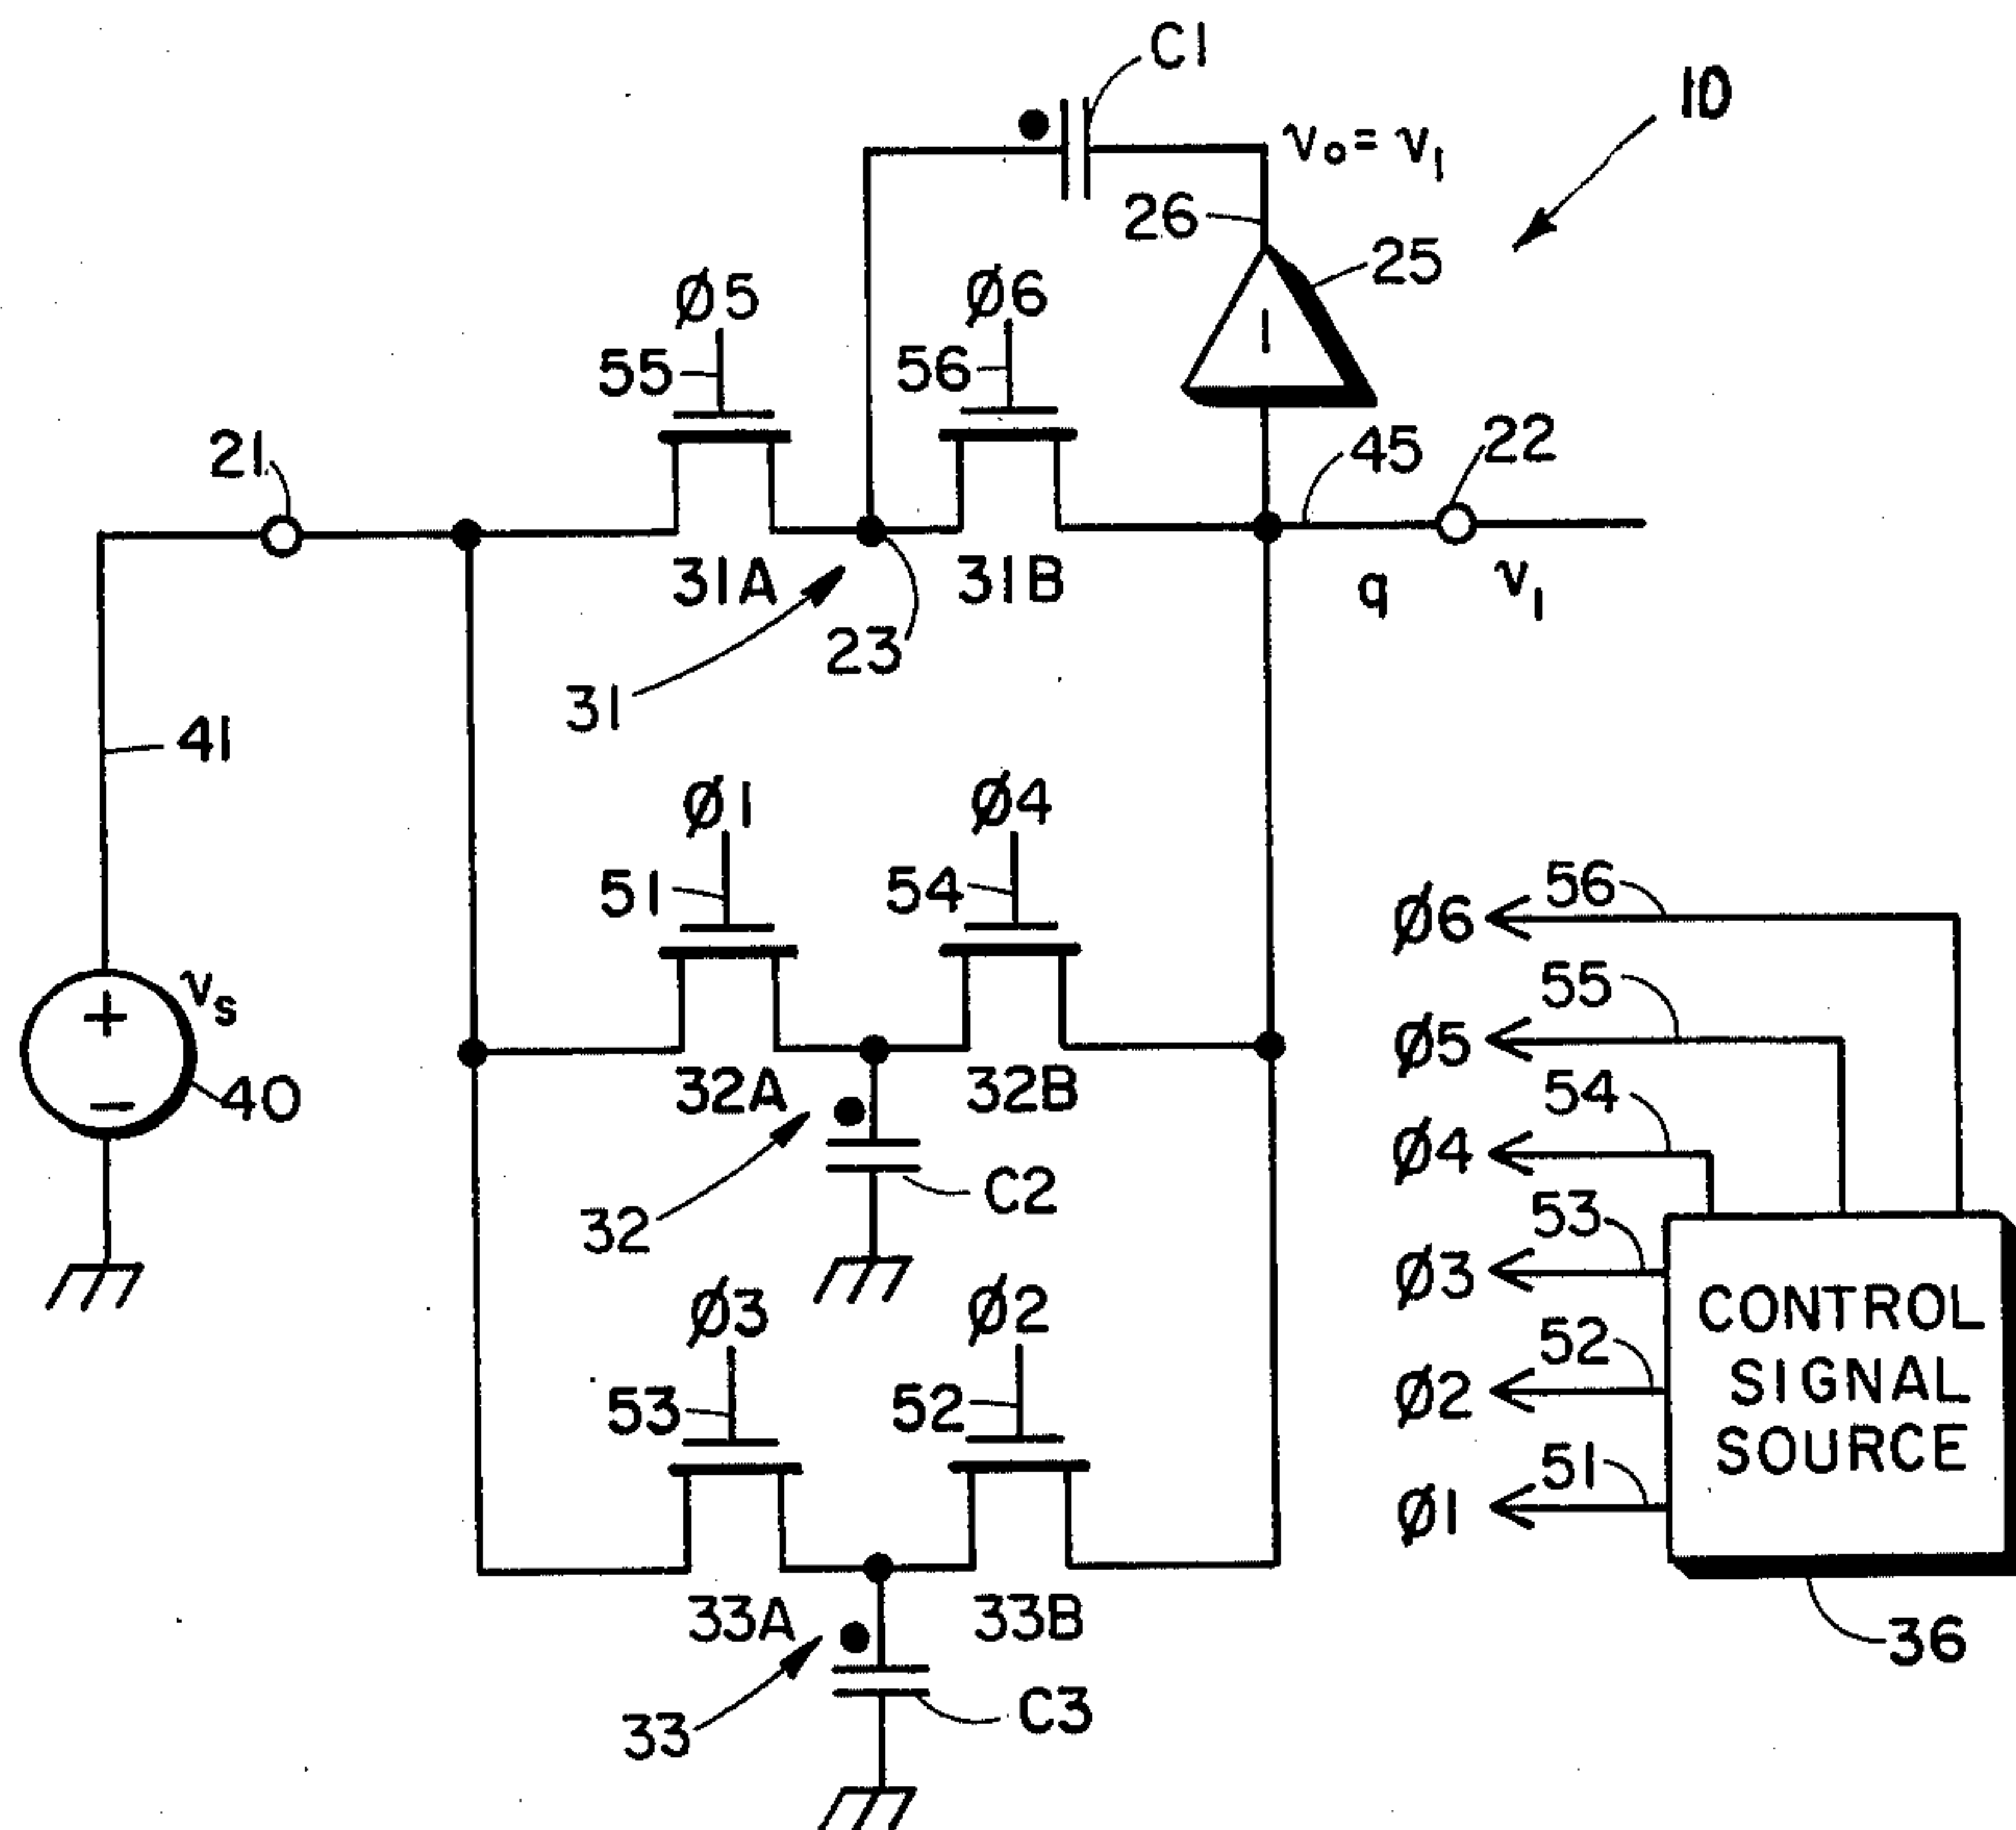 C1
10
v₀ = v₁
26
25
ø5
ø6
55
56
1
21
45
22
31A
31B
q
v₁
23
31
41
ø1
ø4
51
54
vₛ
+
−
40
32A
32B
32
C2
ø3
ø2
53
52
33A
33B
33
C3
ø6
56
ø5
55
ø4
54
ø3
53
ø2
52
ø1
51
CONTROL
SIGNAL
SOURCE
36